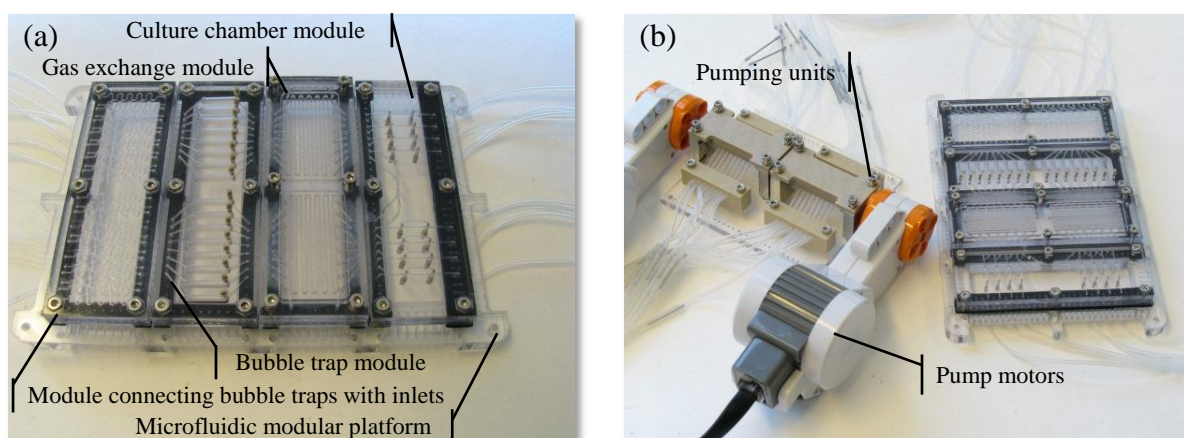 (a)
Culture chamber module
Gas exchange module
Bubble trap module
Module connecting bubble traps with inlets
Microfluidic modular platform
(b)
Pumping units
Pump motors